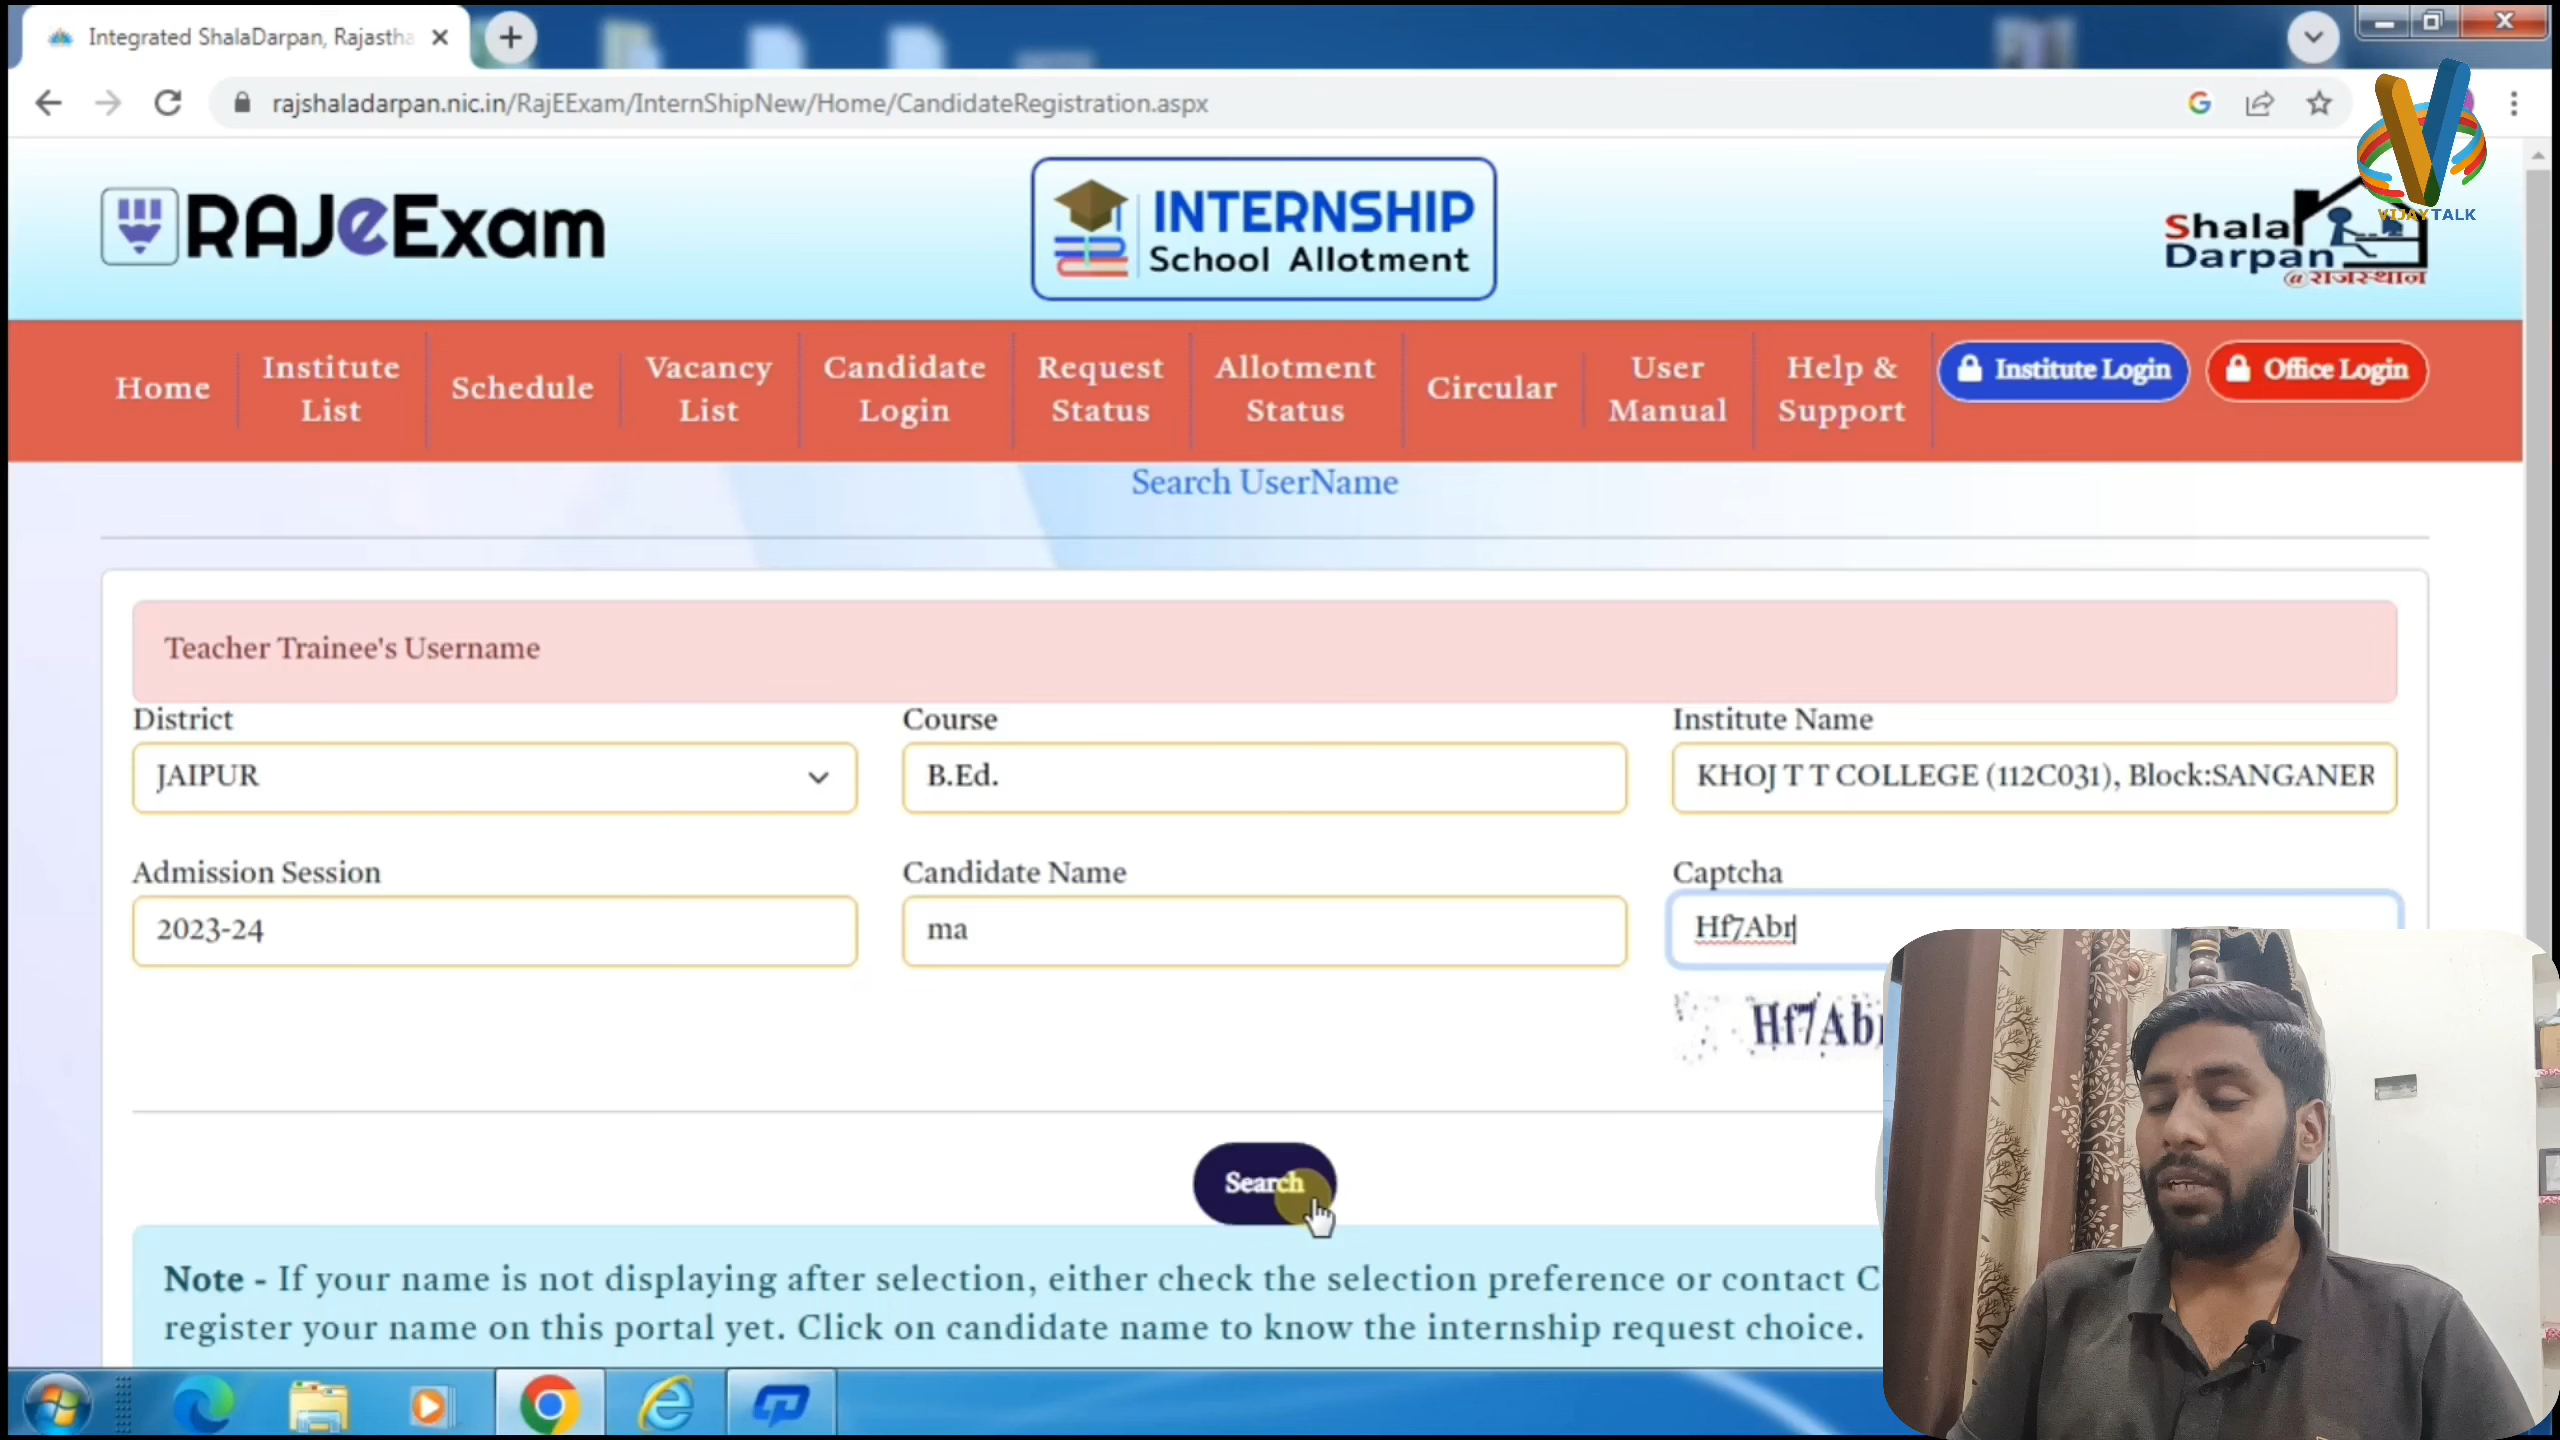 Integrated ShalaDarpan, Rajastha
rajshaladarpan.nic.in/RajEExam/InternShipNew/Home/CandidateRegistration.aspx
RAJeExam
INTERNSHIP
School Allotment
VIJAYTALK
Shala
Darpan
@राजस्थान
Home
Institute List
Schedule
Vacancy List
Candidate Login
Request Status
Allotment Status
Circular
User Manual
Help & Support
Institute Login
Office Login
Search UserName
Teacher Trainee's Username
District
Course
Institute Name
JAIPUR
B.Ed.
KHOJ T T COLLEGE (112C031), Block:SANGANER
Admission Session
Candidate Name
Captcha
2023-24
ma
Hf7Abr
Hf7Abr
Search
Note - If your name is not displaying after selection, either check the selection preference or contact C
register your name on this portal yet. Click on candidate name to know the internship request choice.